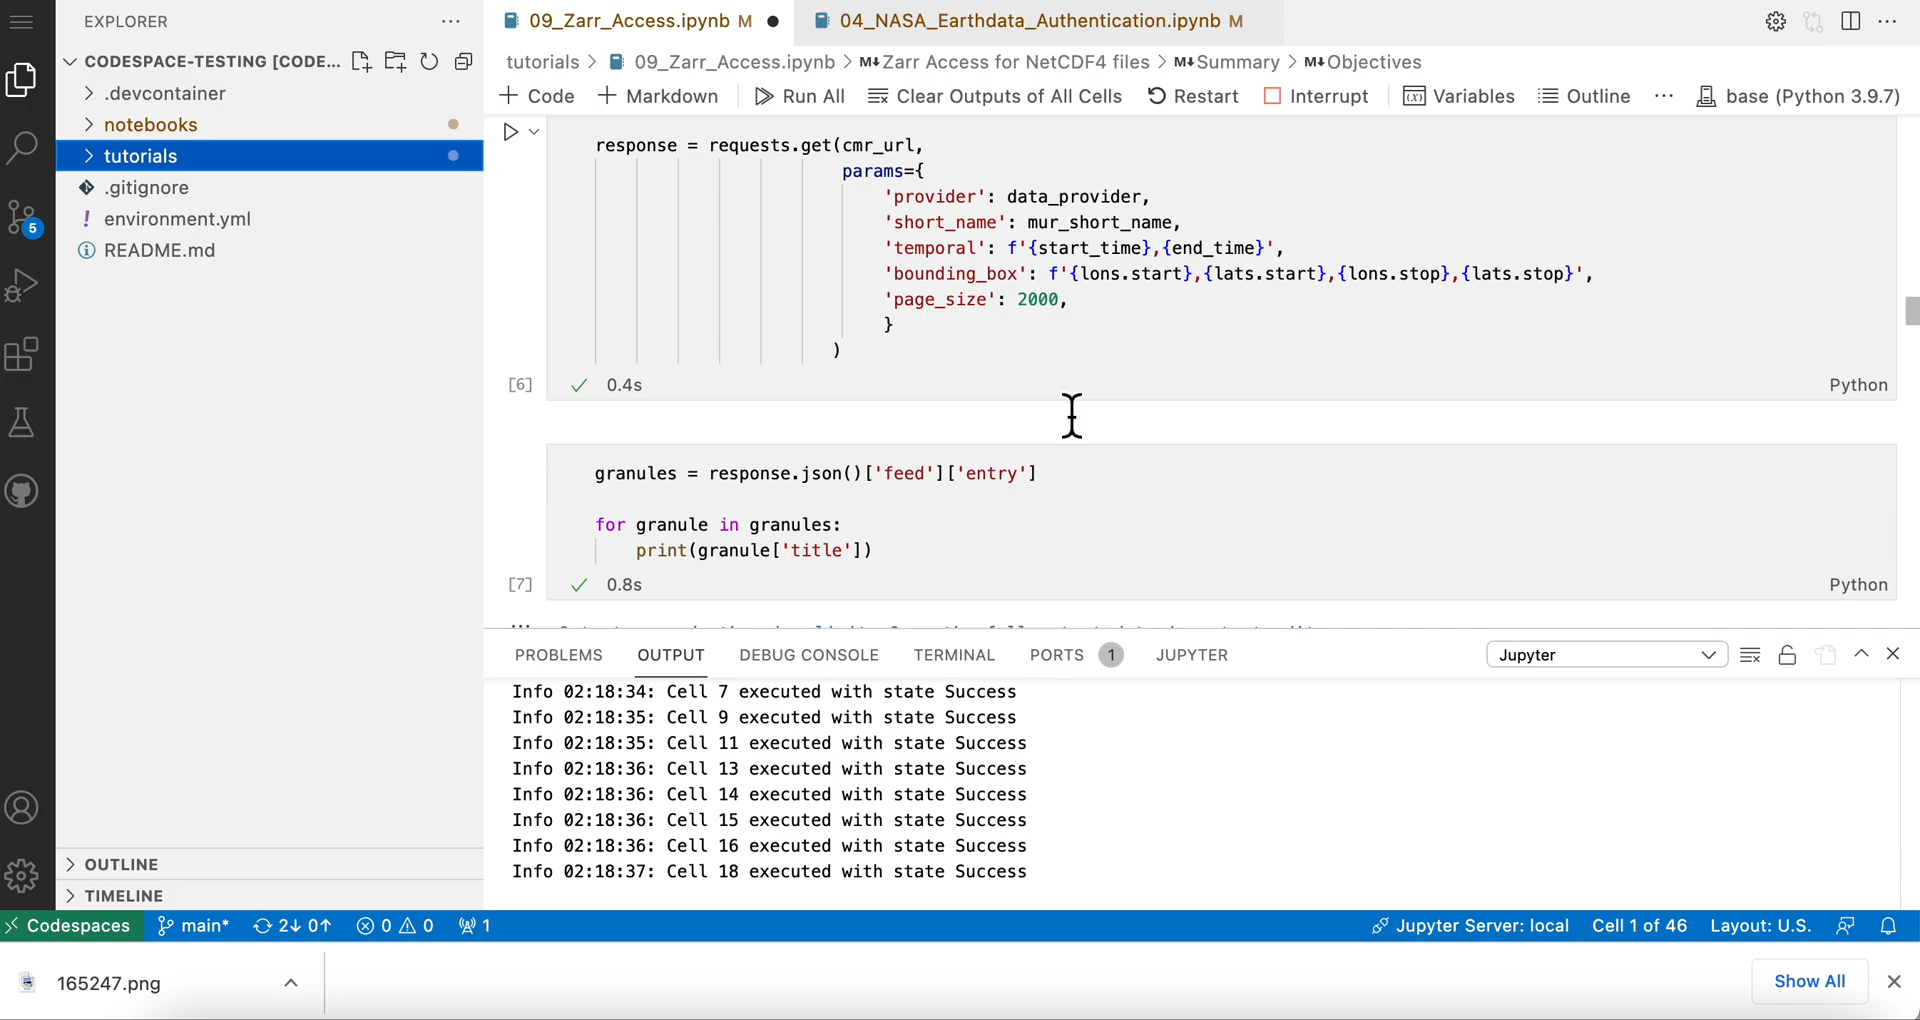 EXPLORER
09_Zarr_Access.ipynb M
04_NASA_Earthdata_Authentication.ipynb M
CODESPACE-TESTING [CODE...
.devcontainer
notebooks
tutorials
.gitignore
! environment.yml
README.md
OUTLINE
TIMELINE
5
tutorials > 09_Zarr_Access.ipynb > M↓Zarr Access for NetCDF4 files > M↓Summary > M↓Objectives
+ Code + Markdown Run All Clear Outputs of All Cells Restart Interrupt Variables Outline ... base (Python 3.9.7)
response = requests.get(cmr_url,
params={
'provider': data_provider,
'short_name': mur_short_name,
'temporal': f'{start_time},{end_time}',
'bounding_box': f'{lons.start},{lats.start},{lons.stop},{lats.stop}',
'page_size': 2000,
}
)
[6] ✓ 0.4s Python
granules = response.json()['feed']['entry']
for granule in granules:
print(granule['title'])
[7] ✓ 0.8s Python
PROBLEMS OUTPUT DEBUG CONSOLE TERMINAL PORTS 1 JUPYTER Jupyter
Info 02:18:34: Cell 7 executed with state Success
Info 02:18:35: Cell 9 executed with state Success
Info 02:18:35: Cell 11 executed with state Success
Info 02:18:36: Cell 13 executed with state Success
Info 02:18:36: Cell 14 executed with state Success
Info 02:18:36: Cell 15 executed with state Success
Info 02:18:36: Cell 16 executed with state Success
Info 02:18:37: Cell 18 executed with state Success
Codespaces main* 2↓ 0↑ 0 0 1 Jupyter Server: local Cell 1 of 46 Layout: U.S.
165247.png Show All